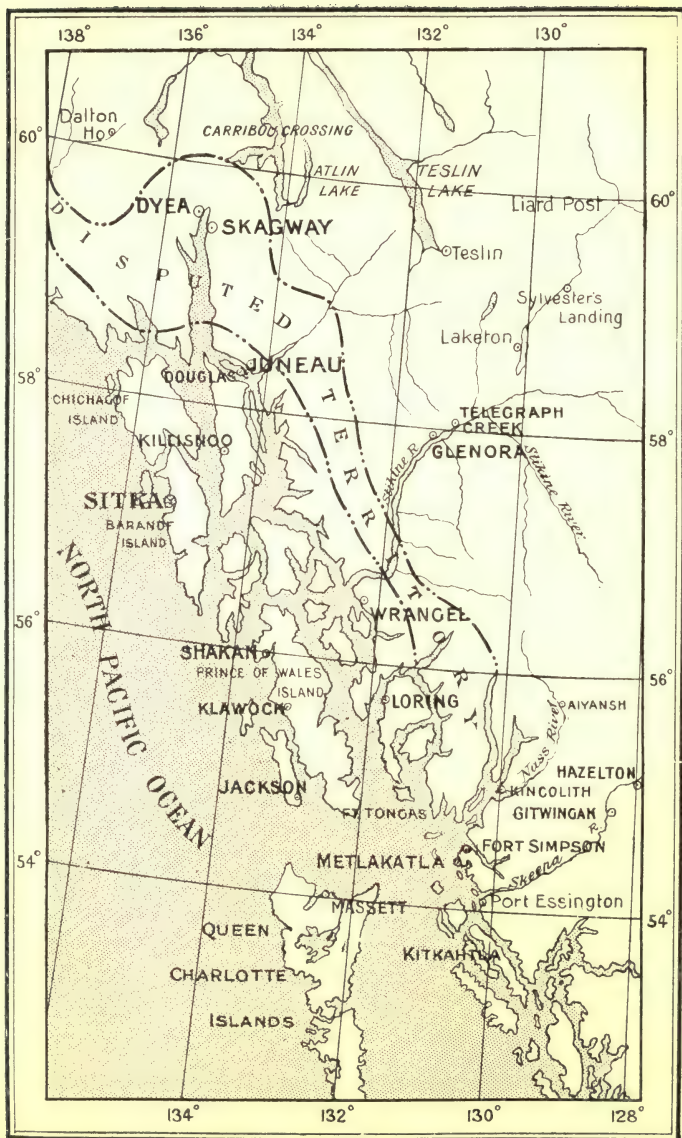 138° 136° 134° 132° 130°
Dalton
Ho.
60°
CARRIBOU CROSSING
ATLIN
LAKE
TESLIN
LAKE
60°
DYEA
SKAGWAY
Liard Post
Teslin
DISPUTED TERRITORY
Sylvester's
Landing
Laketon
58°
DOUGLAS
JUNEAU
CHICHAGOF
ISLAND
KILLISNOO
TELEGRAPH
CREEK
58°
GLENORA
Stikine R
Stikine River
SITKA
BARANOF
ISLAND
NORTH PACIFIC OCEAN
56°
WRANGEL
SHAKAN
PRINCE OF WALES
ISLAND
56°
KLAWOCK
LORING
AIYANSH
Nass River
HAZELTON
JACKSON
KINCOLITH
GITWINGAK
FT. TONGAS
54°
METLAKATLA
FORT SIMPSON
Skeena R.
MASSETT
Port Essington
54°
QUEEN
CHARLOTTE
ISLANDS
KITKAHTLA
134° 132° 130° 128°